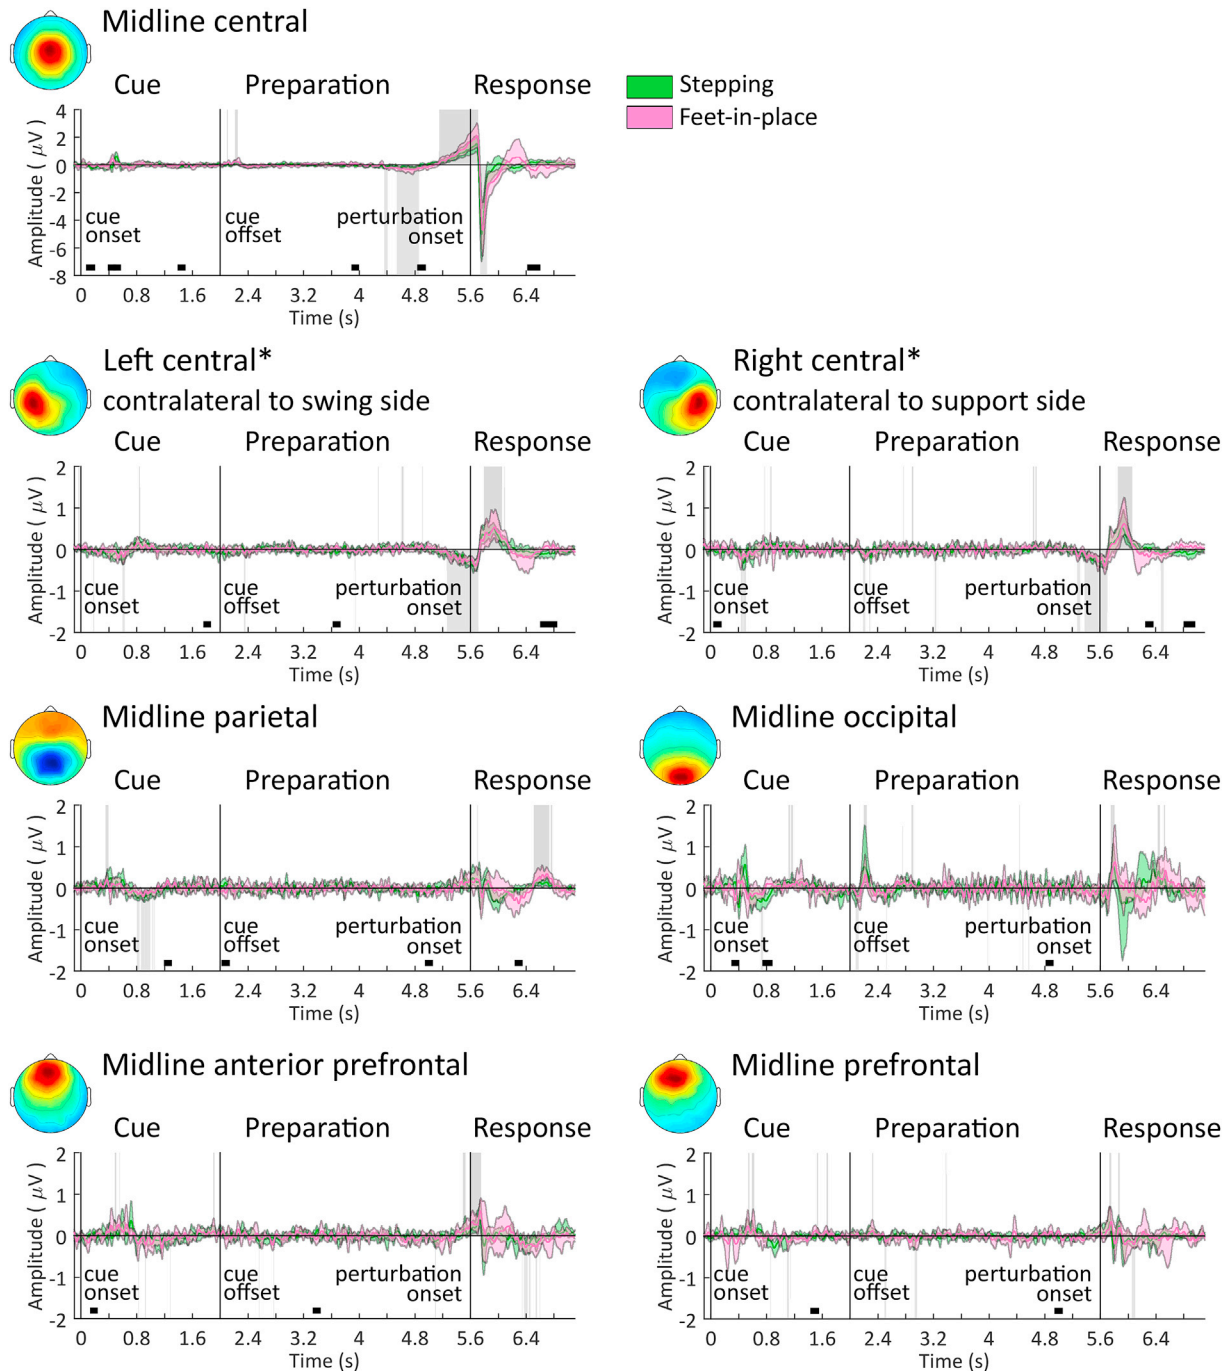 Midline central
Cue Preparation Response
Stepping
Feet-in-place
Amplitude ( μV )
4
2
0
-2
-4
-6
-8
cue
onset
cue
offset
perturbation
onset
0 0.8 1.6 2.4 3.2 4 4.8 5.6 6.4
Time (s)
Left central*
contralateral to swing side
Cue Preparation Response
Amplitude ( μV )
2
1
0
-1
-2
cue
onset
cue
offset
perturbation
onset
0 0.8 1.6 2.4 3.2 4 4.8 5.6 6.4
Time (s)
Right central*
contralateral to support side
Cue Preparation Response
Amplitude ( μV )
2
1
0
-1
-2
cue
onset
cue
offset
perturbation
onset
0 0.8 1.6 2.4 3.2 4 4.8 5.6 6.4
Time (s)
Midline parietal
Cue Preparation Response
Amplitude ( μV )
2
1
0
-1
-2
cue
onset
cue
offset
perturbation
onset
0 0.8 1.6 2.4 3.2 4 4.8 5.6 6.4
Time (s)
Midline occipital
Cue Preparation Response
Amplitude ( μV )
2
1
0
-1
-2
cue
onset
cue
offset
perturbation
onset
0 0.8 1.6 2.4 3.2 4 4.8 5.6 6.4
Time (s)
Midline anterior prefrontal
Cue Preparation Response
Amplitude ( μV )
2
1
0
-1
-2
cue
onset
cue
offset
perturbation
onset
0 0.8 1.6 2.4 3.2 4 4.8 5.6 6.4
Time (s)
Midline prefrontal
Cue Preparation Response
Amplitude ( μV )
2
1
0
-1
-2
cue
onset
cue
offset
perturbation
onset
0 0.8 1.6 2.4 3.2 4 4.8 5.6 6.4
Time (s)